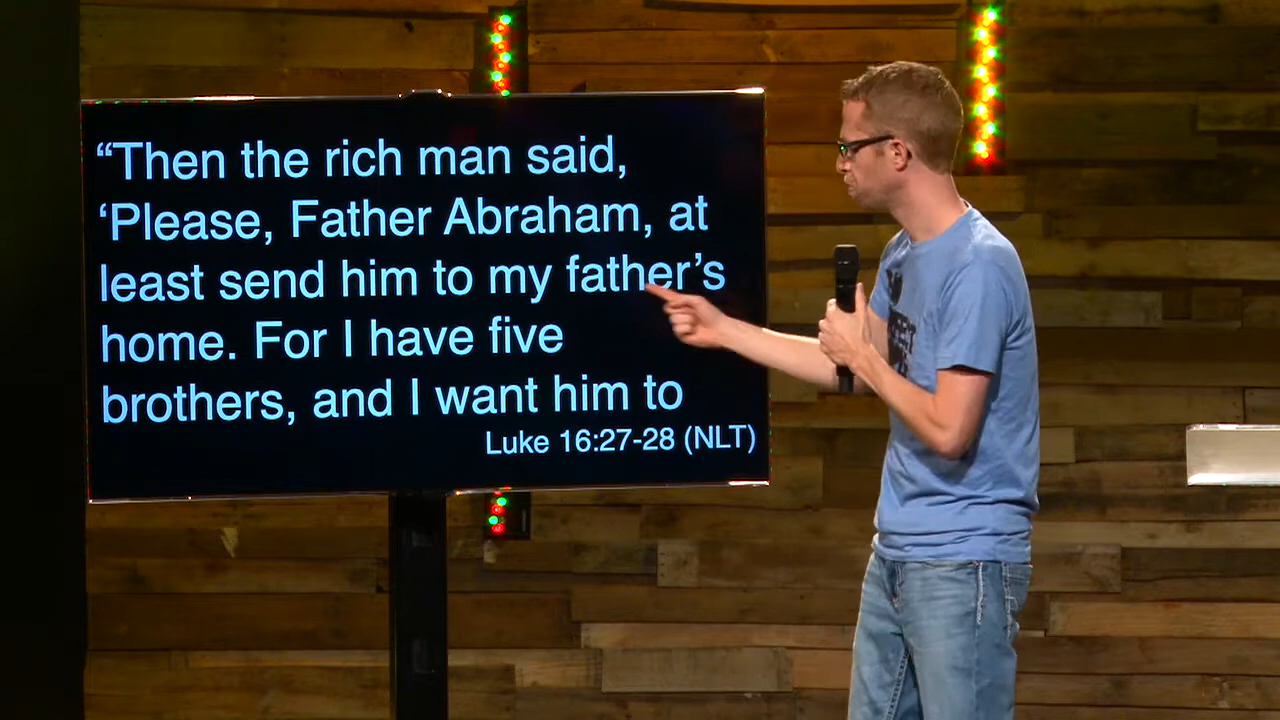 “Then the rich man said,
‘Please, Father Abraham, at
least send him to my father’s
home. For I have five
brothers, and I want him to
Luke 16:27-28 (NLT)